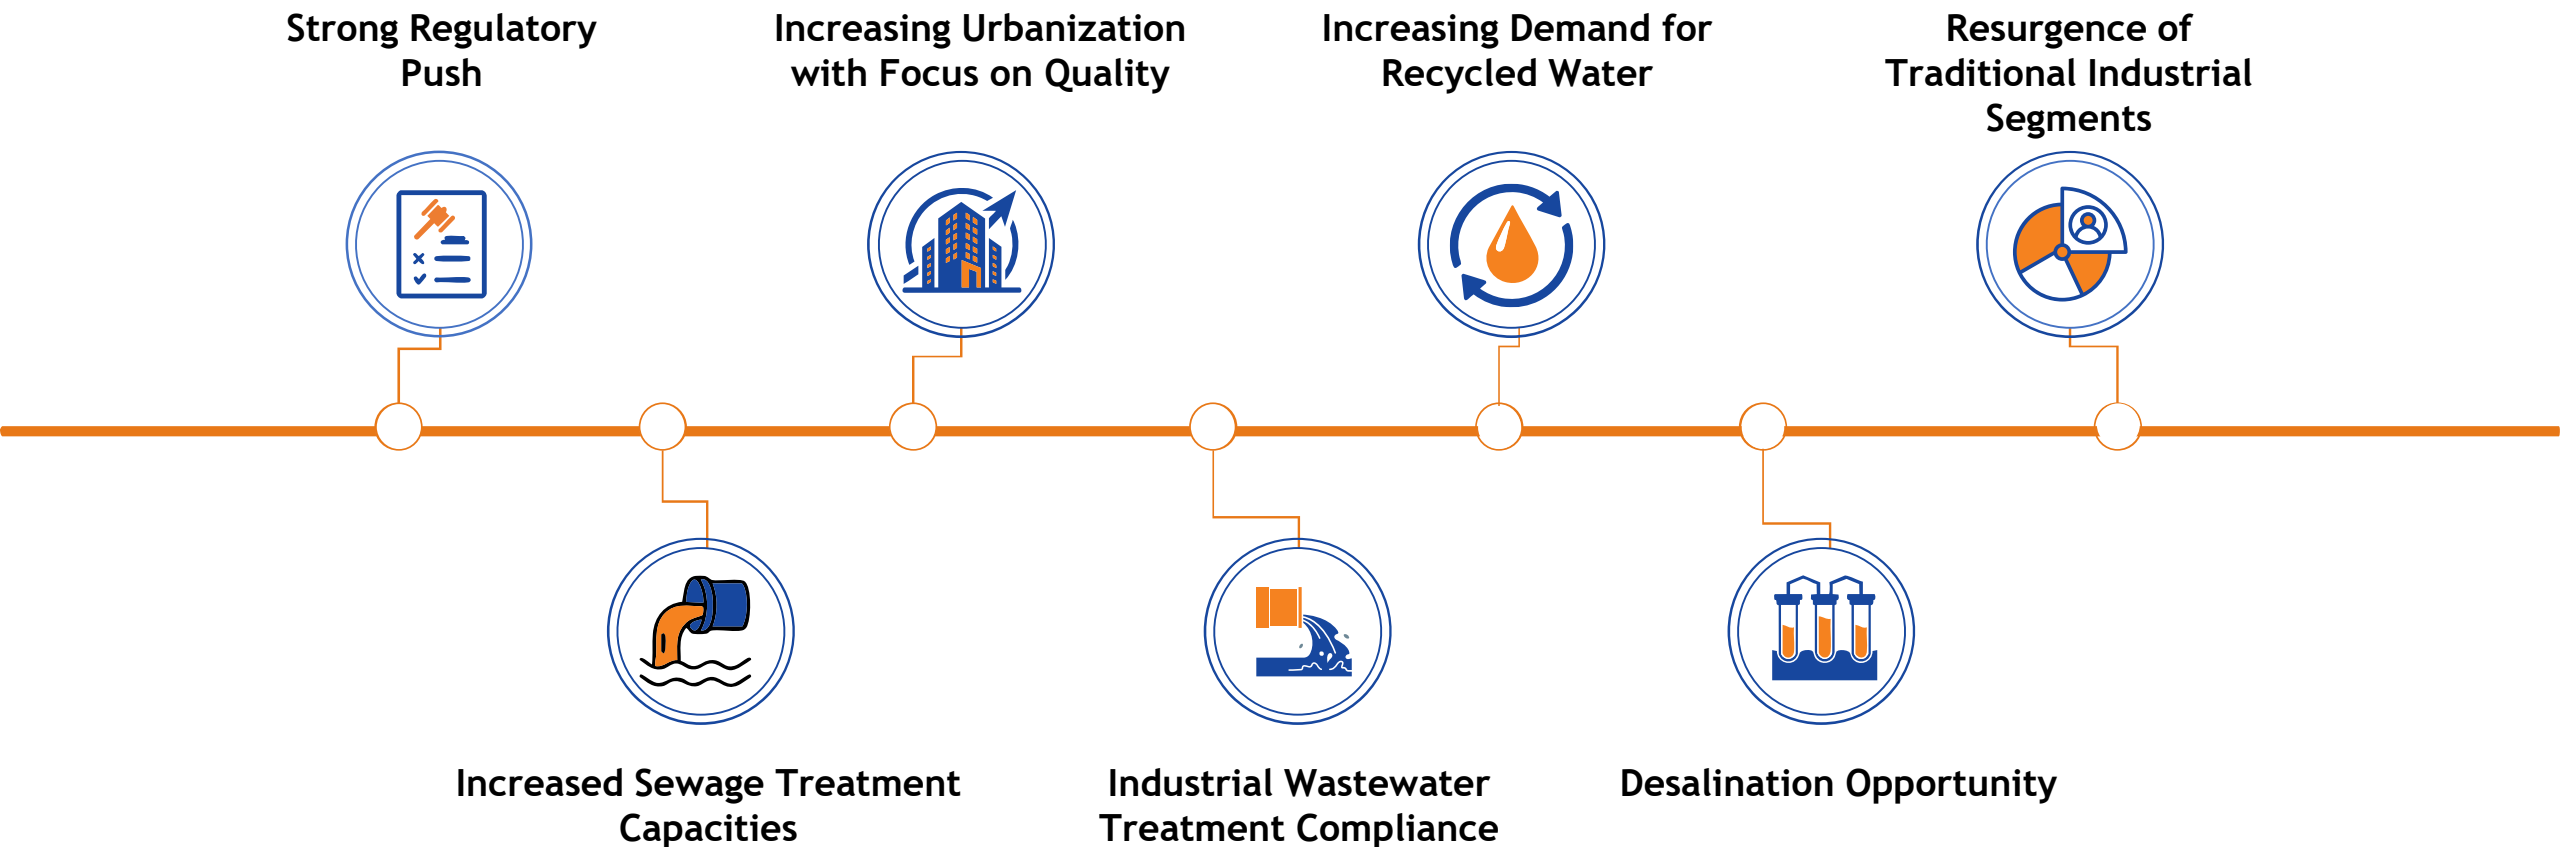 Strong Regulatory
Push
Increasing Urbanization
with Focus on Quality
Increasing Demand for
Recycled Water
Resurgence of
Traditional Industrial
Segments
Increased Sewage Treatment
Capacities
Industrial Wastewater
Treatment Compliance
Desalination Opportunity